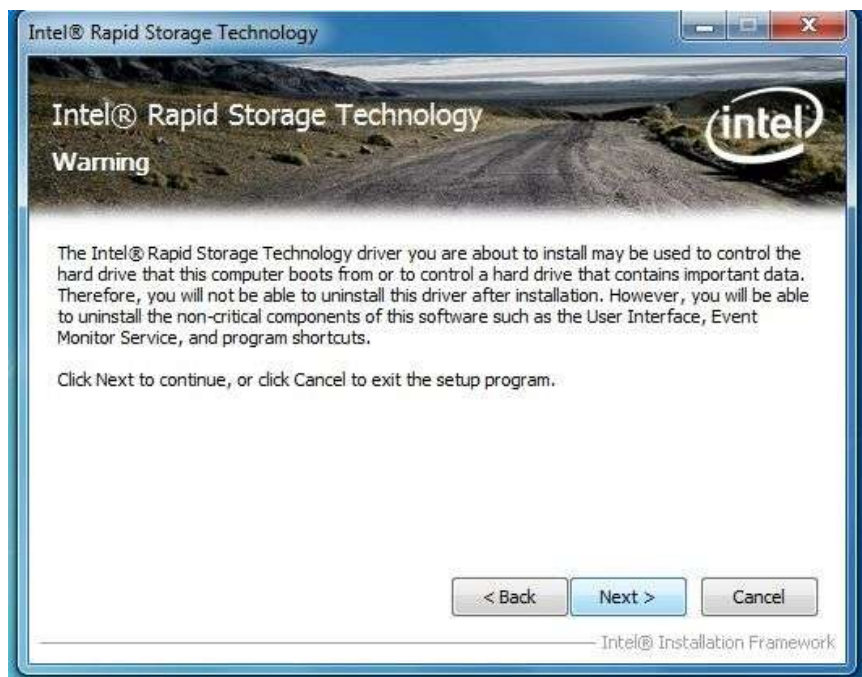 Intel® Rapid Storage Technology
Intel® Rapid Storage Technology
Warning
intel
The Intel® Rapid Storage Technology driver you are about to install may be used to control the
hard drive that this computer boots from or to control a hard drive that contains important data.
Therefore, you will not be able to uninstall this driver after installation. However, you will be able
to uninstall the non-critical components of this software such as the User Interface, Event
Monitor Service, and program shortcuts.
Click Next to continue, or click Cancel to exit the setup program.
< Back Next > Cancel
Intel® Installation Framework